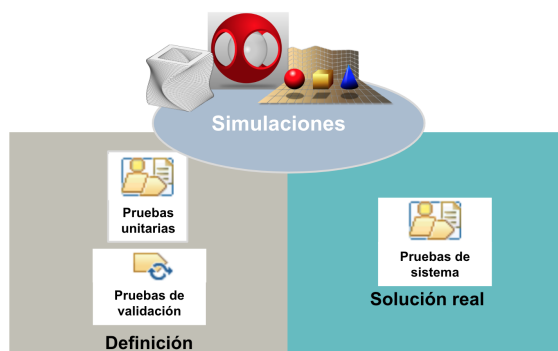 Simulaciones
Pruebas
unitarias
Pruebas de
validación
Definición
Pruebas de
sistema
Solución real